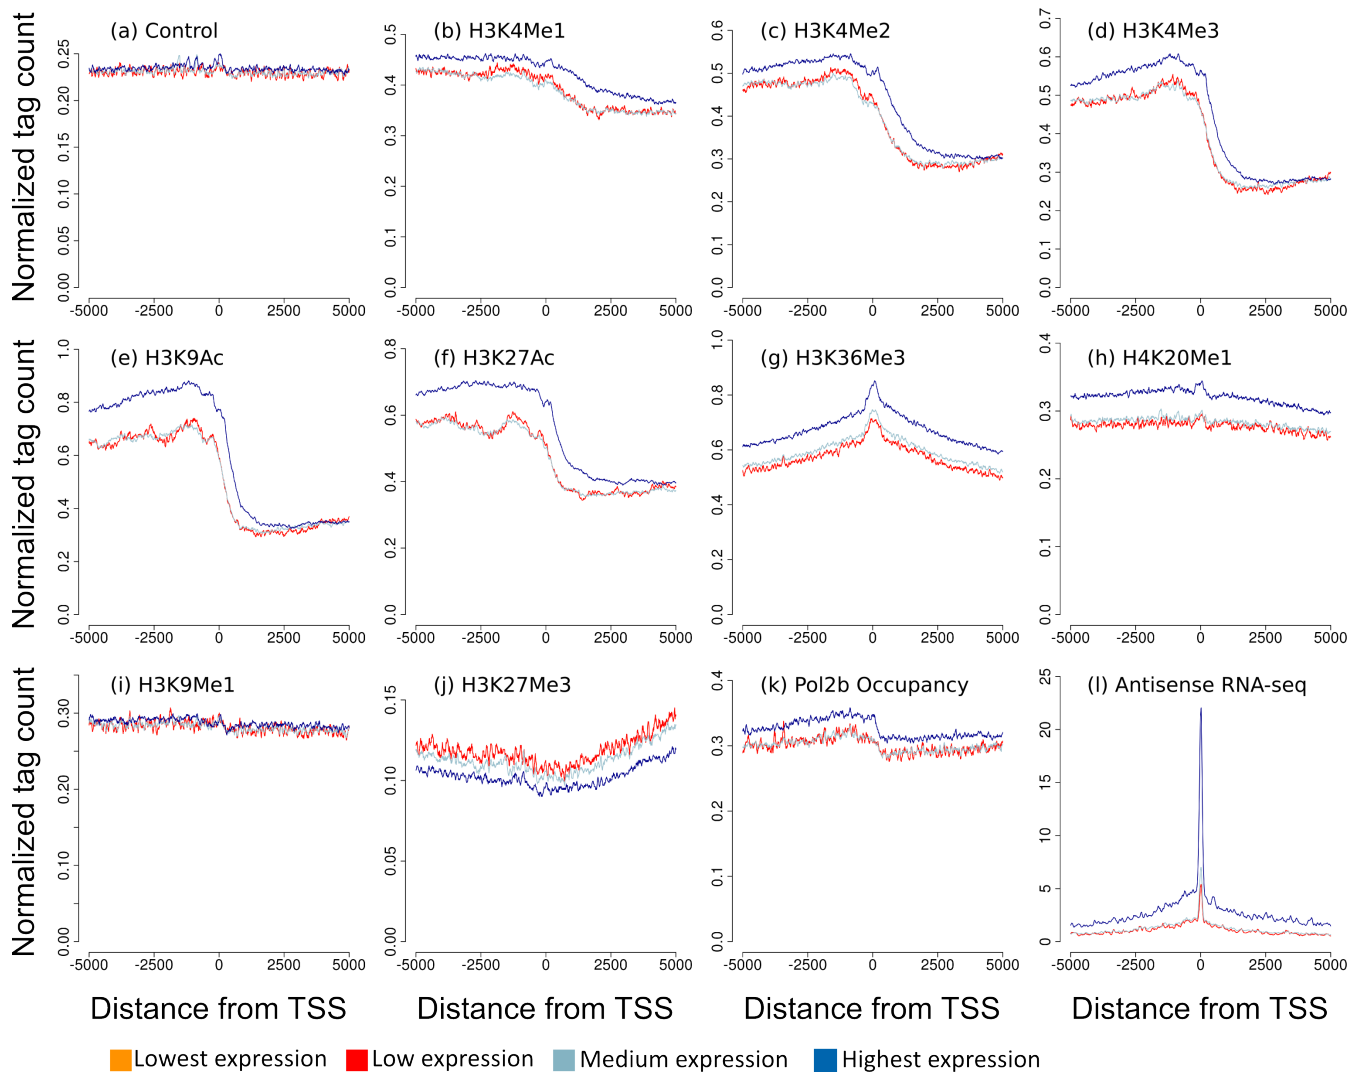 Normalized tag count
(a) Control
0.00 0.05 0.10 0.15 0.20 0.25
-5000 -2500 0 2500 5000
(b) H3K4Me1
0.0 0.1 0.2 0.3 0.4 0.5
-5000 -2500 0 2500 5000
(c) H3K4Me2
0.0 0.1 0.2 0.3 0.4 0.5 0.6
-5000 -2500 0 2500 5000
(d) H3K4Me3
0.0 0.1 0.2 0.3 0.4 0.5 0.6 0.7
-5000 -2500 0 2500 5000
Normalized tag count
(e) H3K9Ac
0.0 0.2 0.4 0.6 0.8 1.0
-5000 -2500 0 2500 5000
(f) H3K27Ac
0.0 0.2 0.4 0.6 0.8
-5000 -2500 0 2500 5000
(g) H3K36Me3
0.0 0.2 0.4 0.6 0.8 1.0
-5000 -2500 0 2500 5000
(h) H4K20Me1
0.0 0.1 0.2 0.3 0.4
-5000 -2500 0 2500 5000
Normalized tag count
(i) H3K9Me1
0.00 0.10 0.20 0.30
-5000 -2500 0 2500 5000
(j) H3K27Me3
0.00 0.05 0.10 0.15
-5000 -2500 0 2500 5000
(k) Pol2b Occupancy
0.0 0.1 0.2 0.3 0.4
-5000 -2500 0 2500 5000
(l) Antisense RNA-seq
0 5 10 15 20 25
-5000 -2500 0 2500 5000
Distance from TSS
Distance from TSS
Distance from TSS
Distance from TSS
Lowest expression
Low expression
Medium expression
Highest expression